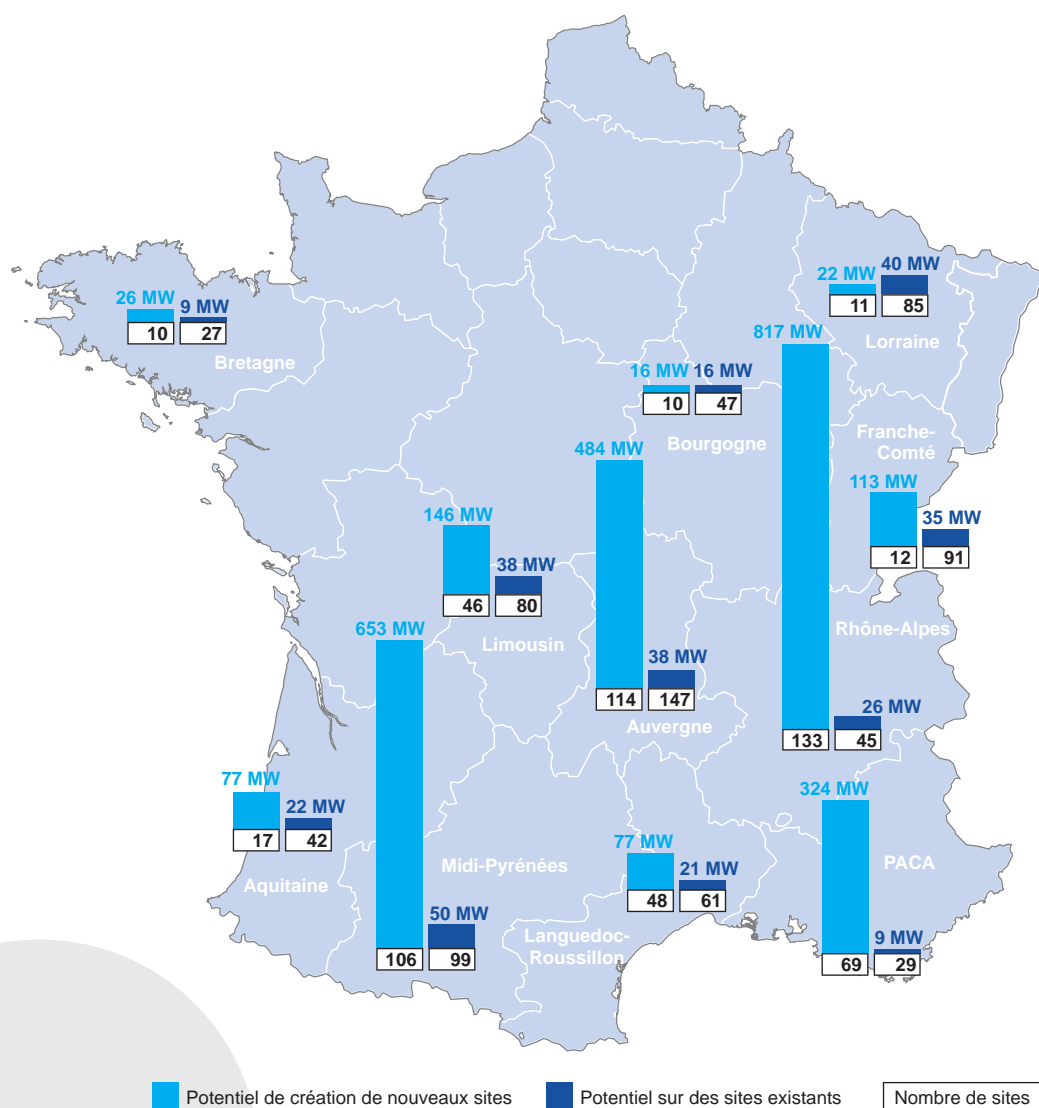 22 MW 40 MW
11 85
Lorraine
26 MW 9 MW
10 27
Bretagne
817 MW
16 MW 16 MW
10 47
Bourgogne
Franche-
Comté
484 MW
113 MW
35 MW
12 91
146 MW
38 MW
46 80
Limousin
653 MW
Rhône-Alpes
38 MW
114 147
Auvergne
26 MW
133 45
77 MW
22 MW
17 42
Aquitaine
324 MW
PACA
9 MW
69 29
77 MW
21 MW
48 61
Midi-Pyrénées
50 MW
106 99
Languedoc-
Roussillon
Potentiel de création de nouveaux sites Potentiel sur des sites existants Nombre de sites